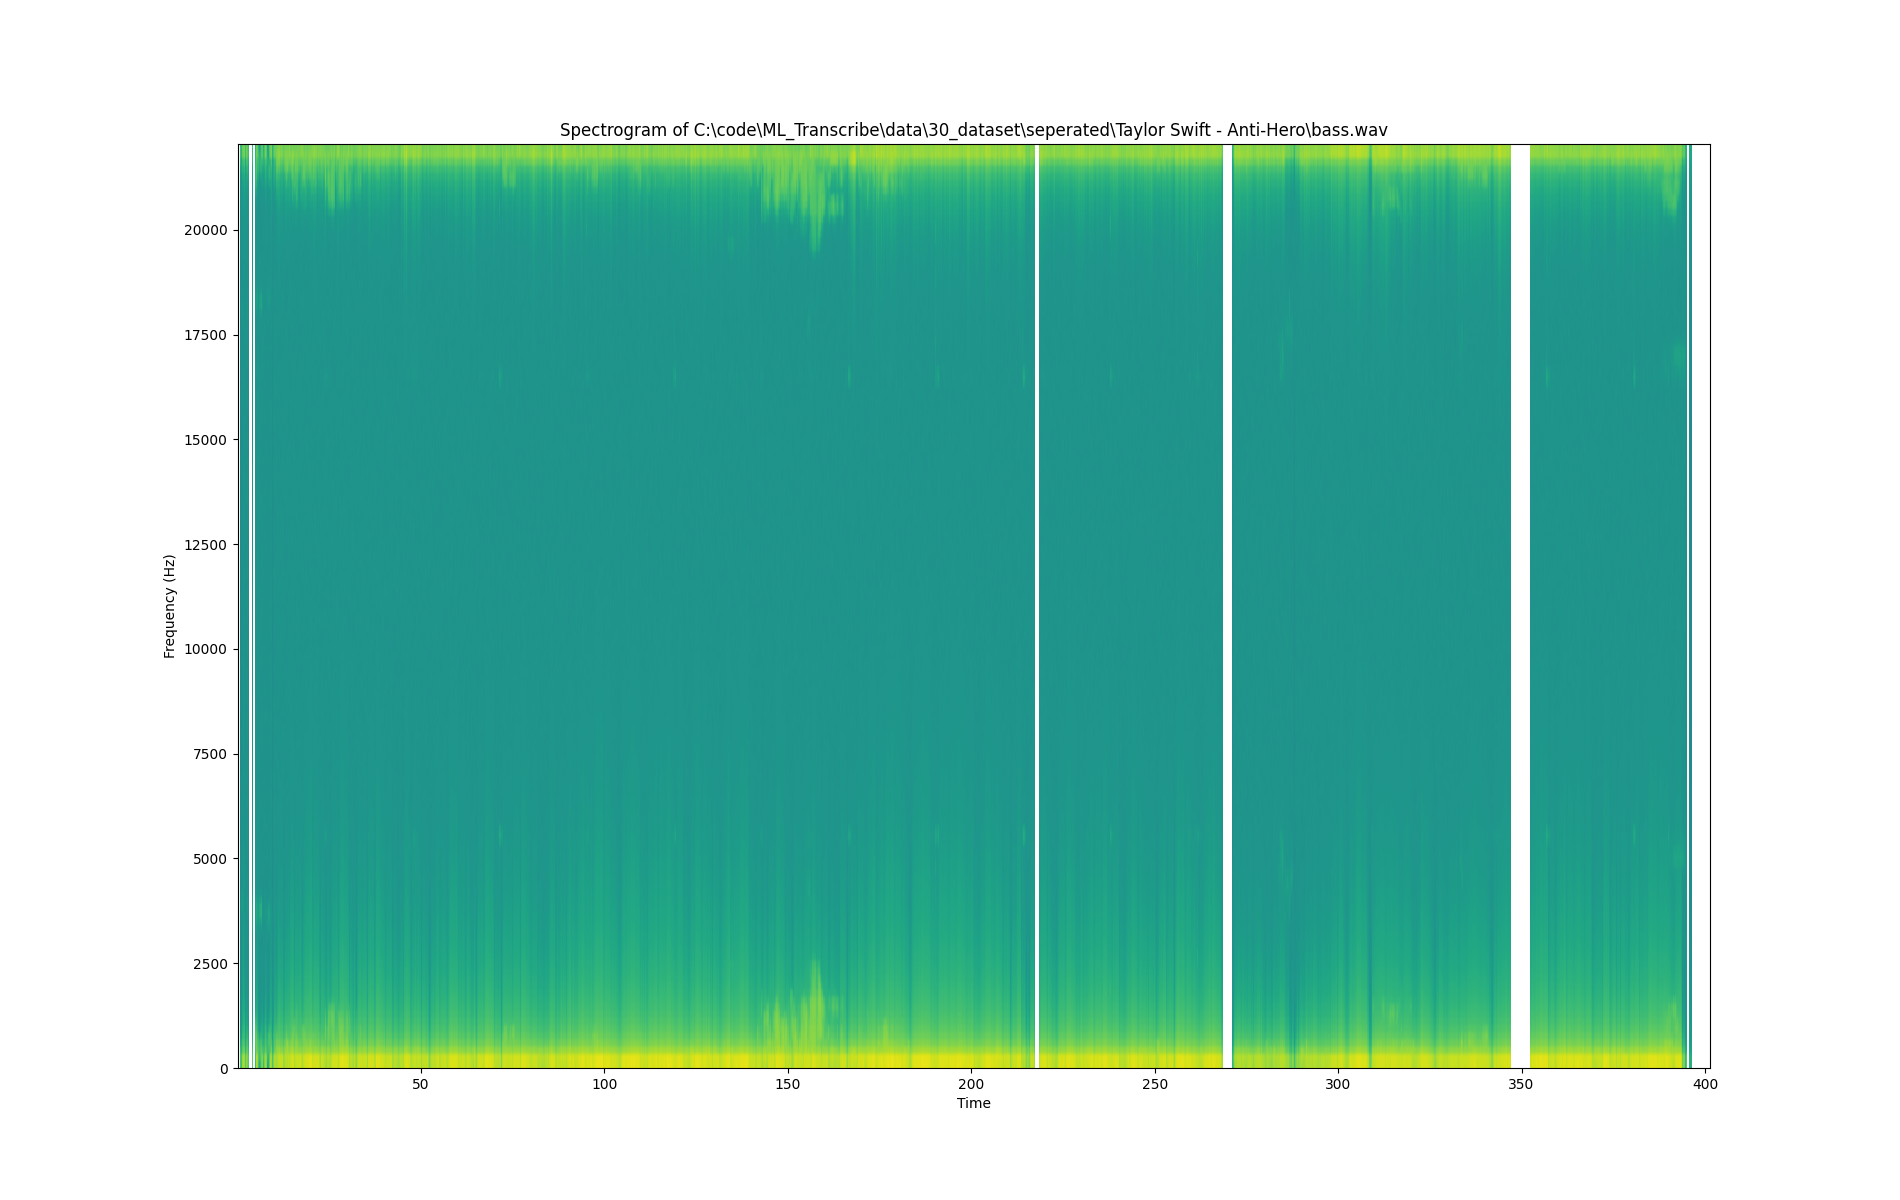 Spectrogram of C:\code\ML_Transcribe\data\30_dataset\seperated\Taylor Swift - Anti-Hero\bass.wav
Frequency (Hz)
20000
17500
15000
12500
10000
7500
5000
2500
0
50 100 150 200 250 300 350 400
Time